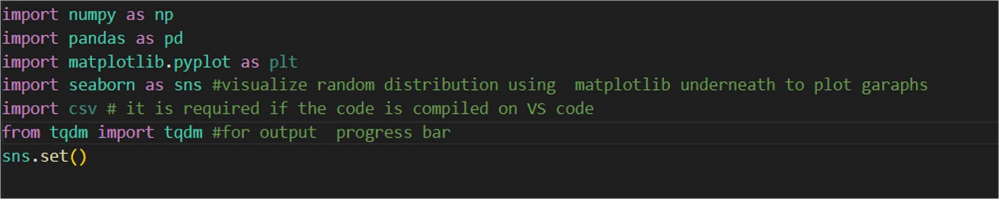 import numpy as np
import pandas as pd
import matplotlib.pyplot as plt
import seaborn as sns #visualize random distribution using  matplotlib underneath to plot garaphs
import csv # it is required if the code is compiled on VS code
from tqdm import tqdm #for output  progress bar
sns.set()